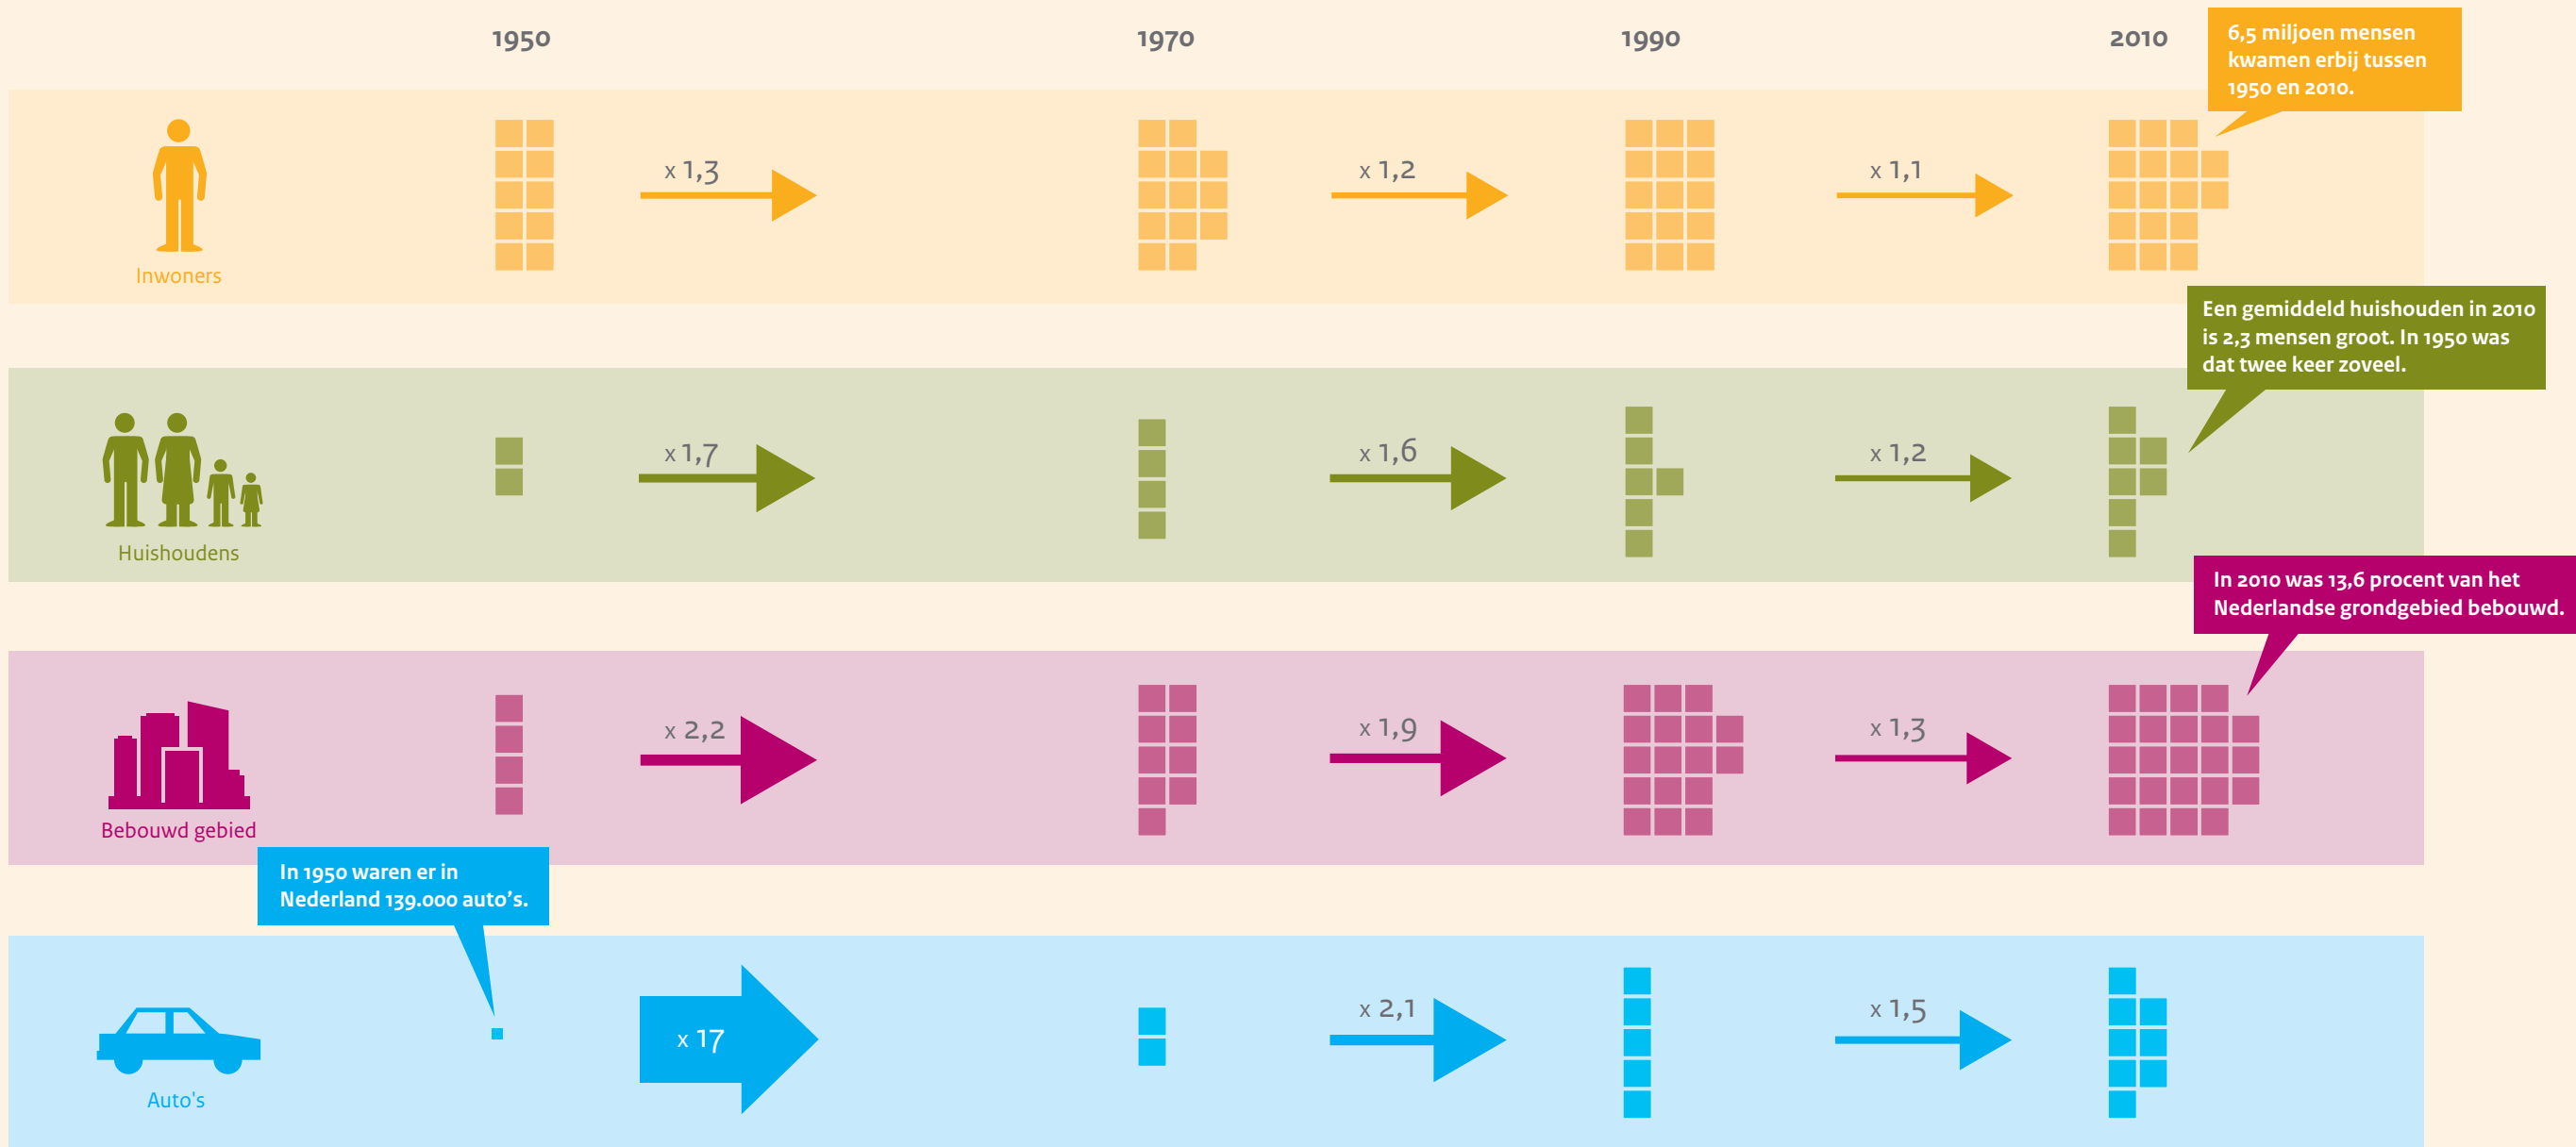 1950
1970
1990
2010
6,5 miljoen mensen
kwamen erbij tussen
1950 en 2010.
x 1,3
x 1,2
x 1,1
Inwoners
Een gemiddeld huishouden in 2010
is 2,3 mensen groot. In 1950 was
dat twee keer zoveel.
x 1,7
x 1,6
x 1,2
Huishoudens
In 2010 was 13,6 procent van het
Nederlandse grondgebied bebouwd.
x 2,2
x 1,9
x 1,3
Bebouwd gebied
In 1950 waren er in
Nederland 139.000 auto’s.
x 17
x 2,1
x 1,5
Auto's